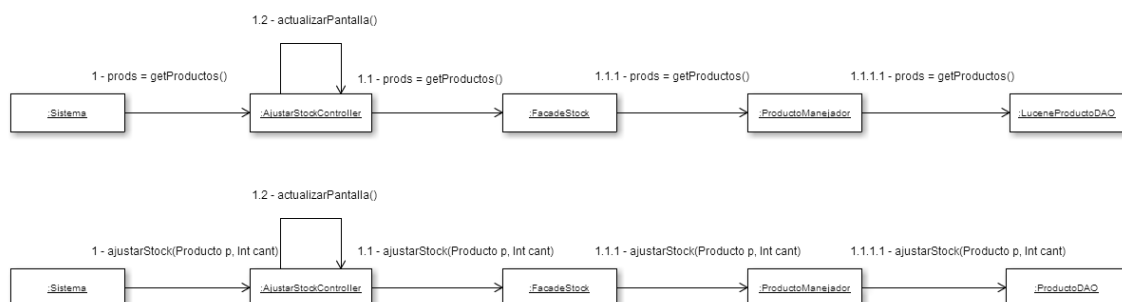 1.2 - actualizarPantalla()
1 - prods = getProductos()
1.1 - prods = getProductos()
1.1.1 - prods = getProductos()
1.1.1.1 - prods = getProductos()
:Sistema
:AjustarStockController
:FacadeStock
:ProductoManejador
:LuceneProductoDAO
1.2 - actualizarPantalla()
1 - ajustarStock(Producto p, Int cant)
1.1 - ajustarStock(Producto p, Int cant)
1.1.1 - ajustarStock(Producto p, Int cant)
1.1.1.1 - ajustarStock(Producto p, Int cant)
:Sistema
:AjustarStockController
:FacadeStock
:ProductoManejador
:ProductoDAO